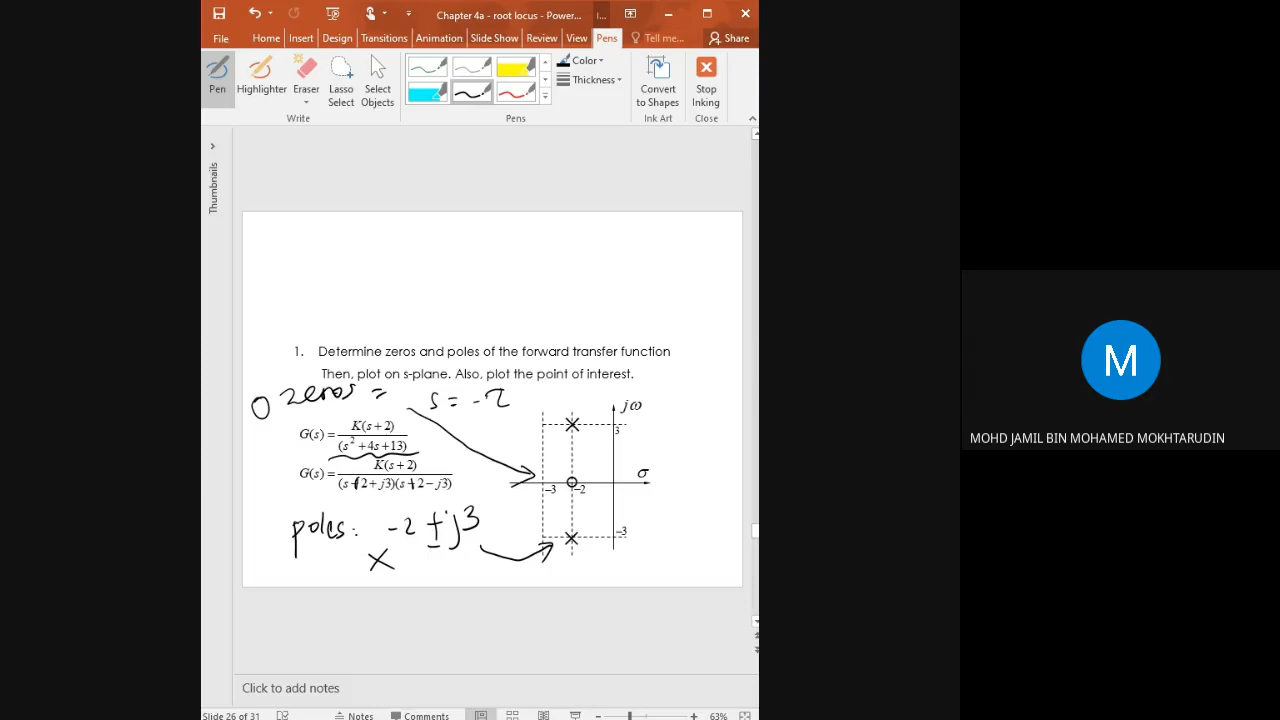 Chapter 4a - root locus - Power...
I...
File Home Insert Design Transitions Animation Slide Show Review View Pens Tell me... Share
Pen Highlighter Eraser Lasso Select Select Objects Color Thickness Convert to Shapes Stop Inking
Write Pens Ink Art Close
Thumbnails
1. Determine zeros and poles of the forward transfer function
Then, plot on s-plane. Also, plot the point of interest.
O zeros = s = -2
G(s) = K(s+2) / (s² +4s+13)
G(s) = K(s+2) / (s+2+j3)(s+2-j3)
poles: -2 ± j3
X
jω
3
σ
-3 -2
-3
Click to add notes
Slide 26 of 31 Notes Comments 63%
M
MOHD JAMIL BIN MOHAMED MOKHTARUDIN